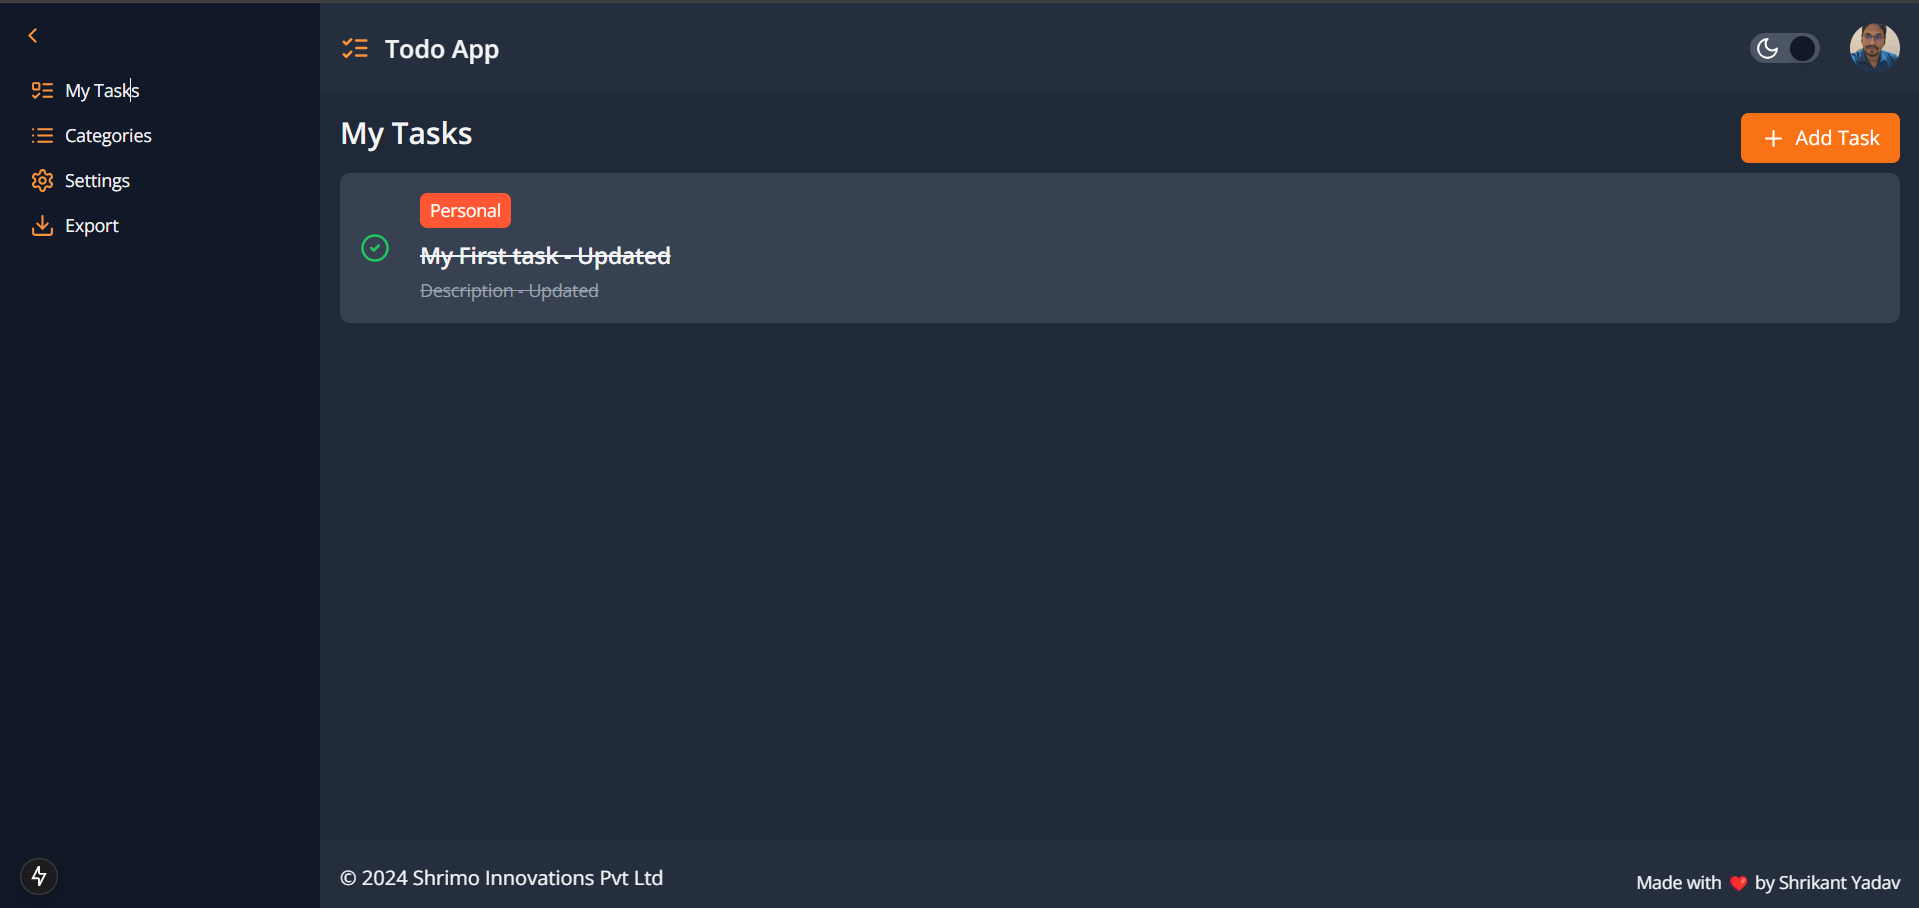 My Tasks
Categories
Settings
Export
Todo App
My Tasks
Add Task
Personal
My First task - Updated
Description - Updated
© 2024 Shrimo Innovations Pvt Ltd
Made with ❤️ by Shrikant Yadav